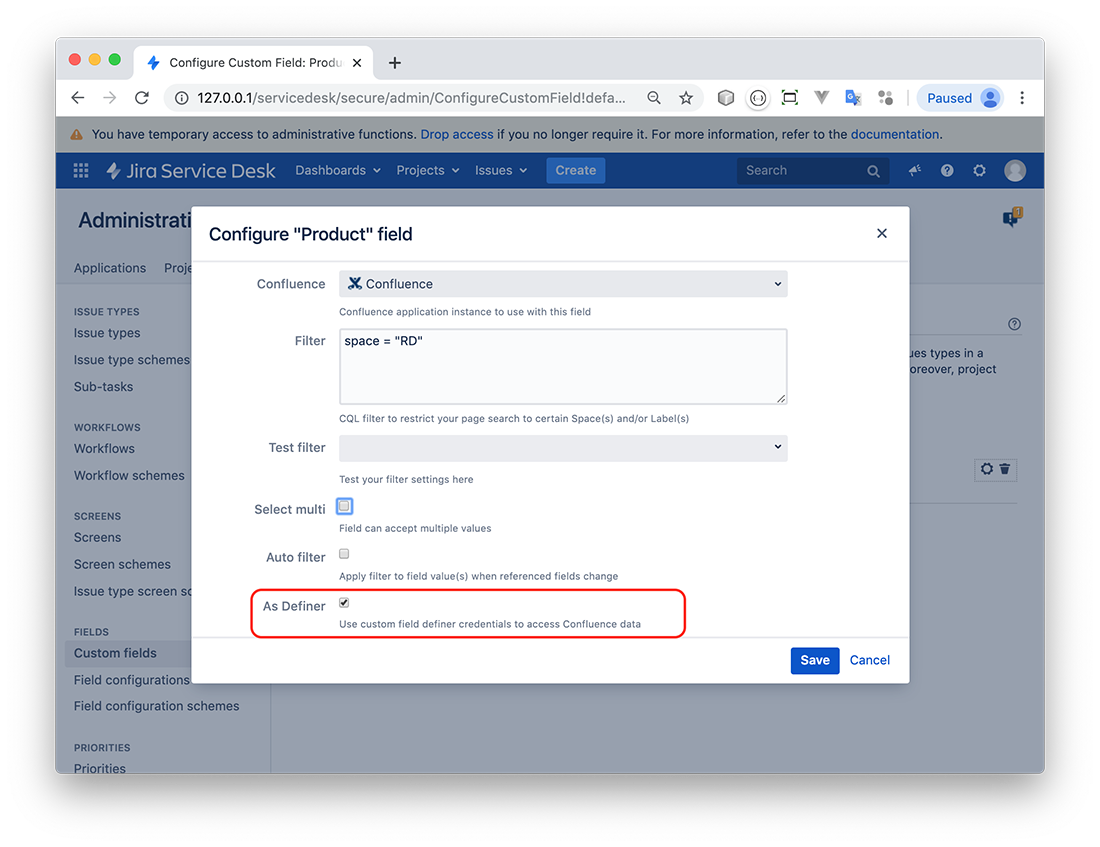 Configure Custom Field: Produ
127.0.0.1/servicedesk/secure/admin/ConfigureCustomField!defa...
Paused
You have temporary access to administrative functions. Drop access if you no longer require it. For more information, refer to the documentation.
Jira Service Desk
Dashboards
Projects
Issues
Create
Search
Administrati
Applications
Proje
ISSUE TYPES
Issue types
Issue type schemes
Sub-tasks
WORKFLOWS
Workflows
Workflow schemes
SCREENS
Screens
Screen schemes
Issue type screen sc
FIELDS
Custom fields
Field configurations
Field configuration schemes
PRIORITIES
Priorities
ues types in a
oreover, project
Configure "Product" field
Confluence
Confluence
Confluence application instance to use with this field
Filter
space = "RD"
CQL filter to restrict your page search to certain Space(s) and/or Label(s)
Test filter
Test your filter settings here
Select multi
Field can accept multiple values
Auto filter
Apply filter to field value(s) when referenced fields change
As Definer
Use custom field definer credentials to access Confluence data
Save
Cancel